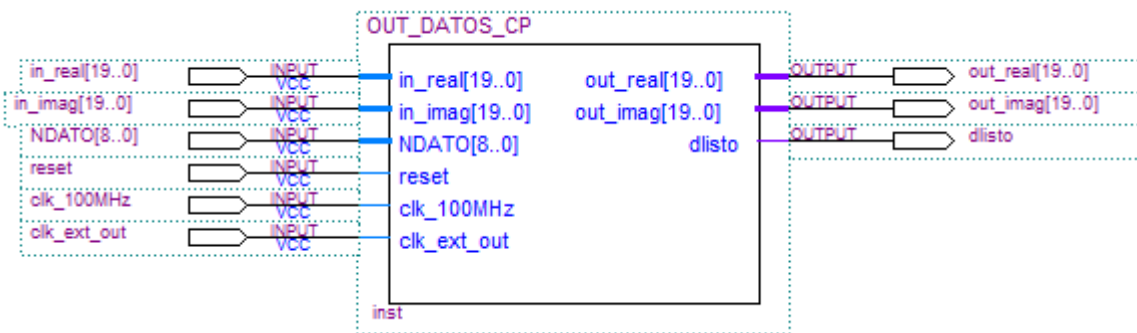 OUT_DATOS_CP
in_real[19..0] INPUT VCC in_real[19..0] out_real[19..0] OUTPUT out_real[19..0]
in_imag[19..0] INPUT VCC in_imag[19..0] out_imag[19..0] OUTPUT out_imag[19..0]
NDATO[8..0] INPUT VCC NDATO[8..0] dlisto OUTPUT dlisto
reset INPUT VCC reset
clk_100MHz INPUT VCC clk_100MHz
clk_ext_out INPUT VCC clk_ext_out
inst